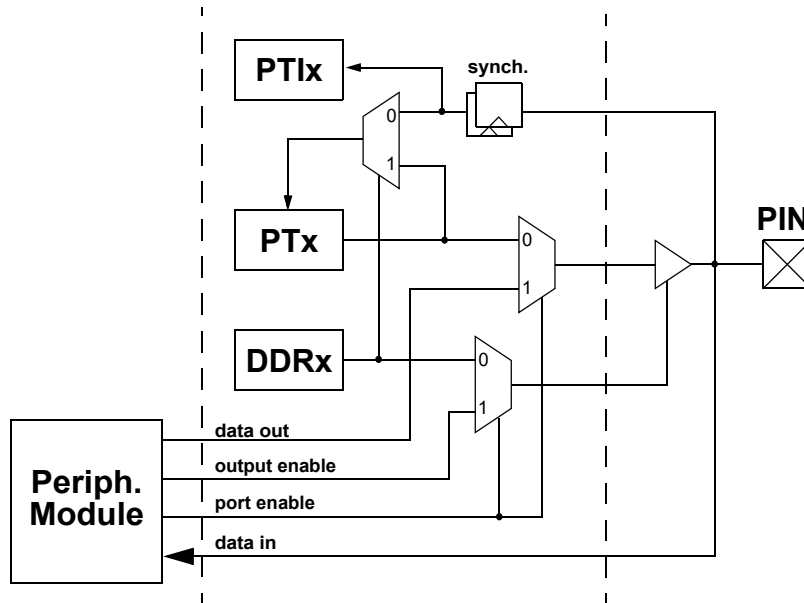 PTIx
synch.
0
1
PTx
0
1
PIN
DDRx
0
1
Periph.
Module
data out
output enable
port enable
data in